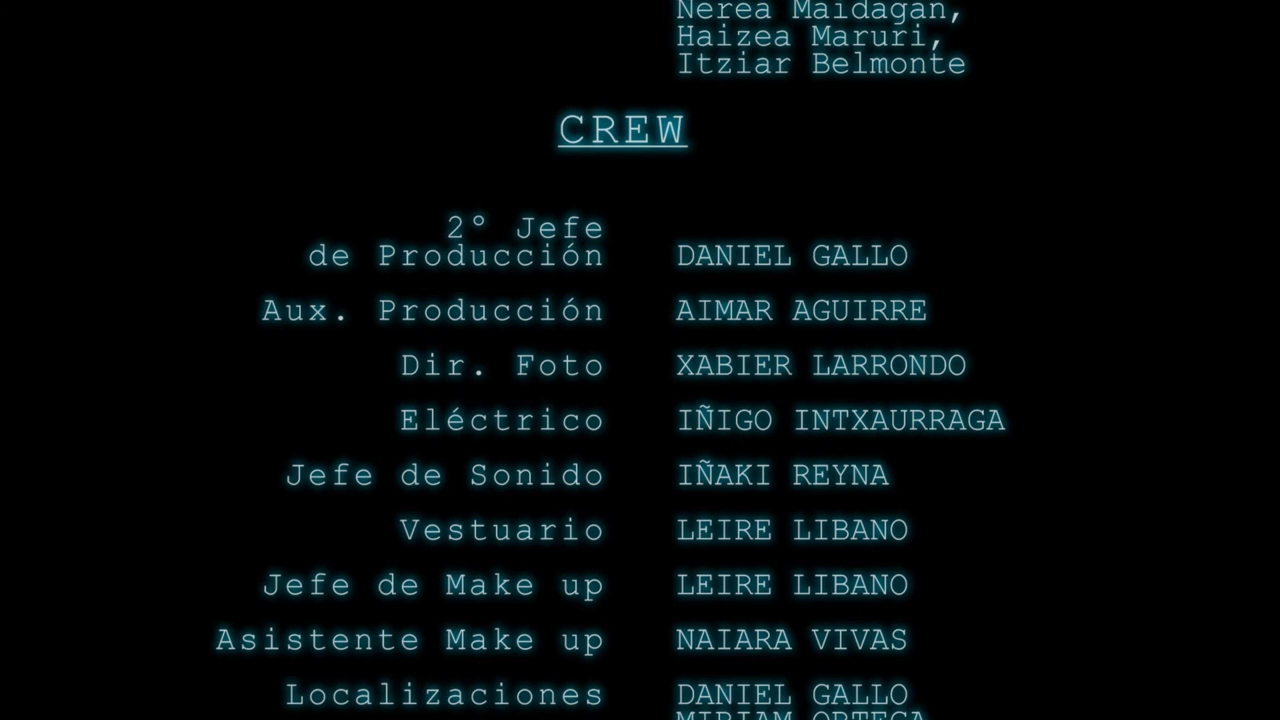 Nerea Maidagan,
Haizea Maruri,
Itziar Belmonte
CREW
2º Jefe
de Producción DANIEL GALLO
Aux. Producción AIMAR AGUIRRE
Dir. Foto XABIER LARRONDO
Eléctrico IÑIGO INTXAURRAGA
Jefe de Sonido IÑAKI REYNA
Vestuario LEIRE LIBANO
Jefe de Make up LEIRE LIBANO
Asistente Make up NAIARA VIVAS
Localizaciones DANIEL GALLO
MIRIAM ORTEGA